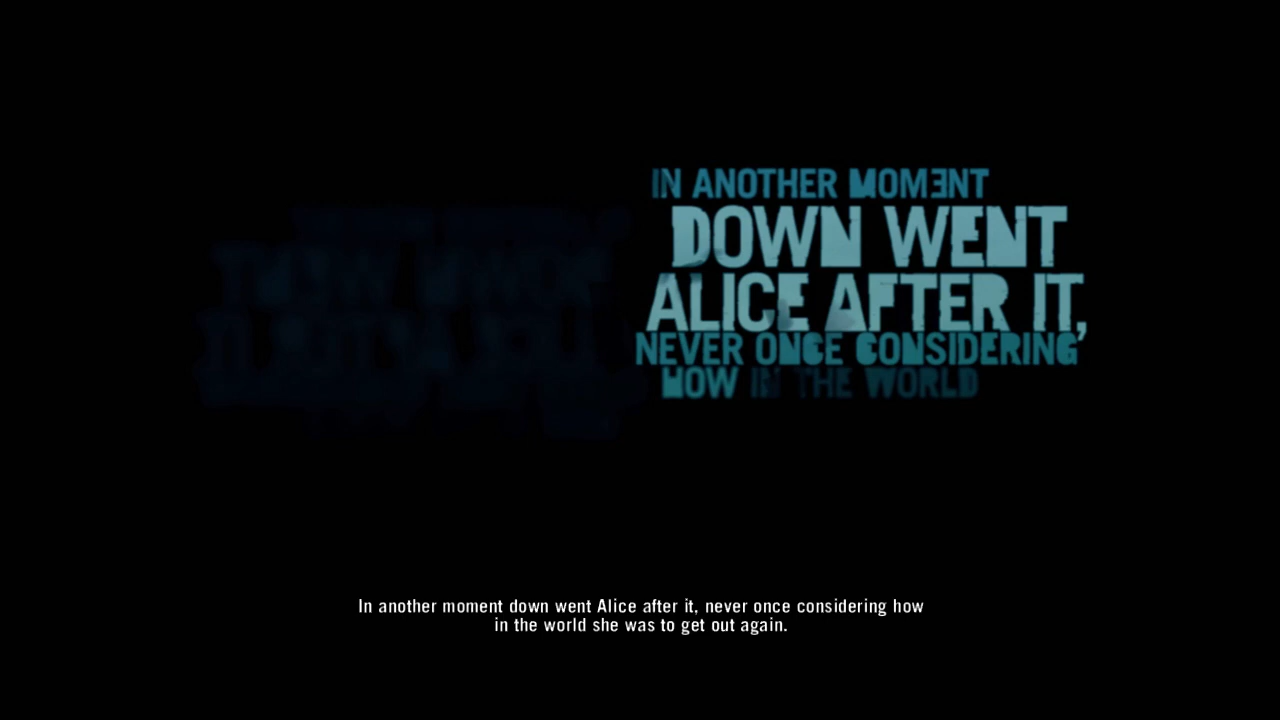 IN ANOTHER MOMENT
DOWN WENT
ALICE AFTER IT,
NEVER ONCE CONSIDERING
HOW IN THE WORLD
In another moment down went Alice after it, never once considering how
in the world she was to get out again.